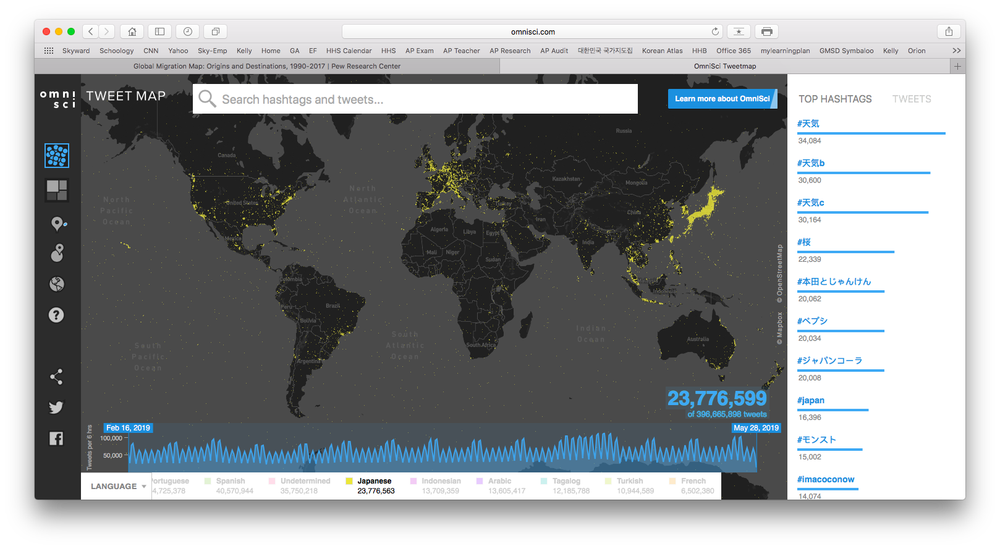 omnisci.com
Skyward Schoology CNN Yahoo Sky-Emp Kelly Home GA EF HHS Calendar HHS AP Exam AP Teacher AP Research AP Audit 대한민국 국가지도집 Korean Atlas HHB Office 365 mylearningplan GMSD Symbaloo Kelly Orion
Global Migration Map: Origins and Destinations, 1990-2017 | Pew Research Center
OmniSci Tweetmap
omni
sci
TWEET MAP
Search hashtags and tweets...
Learn more about OmniSci
TOP HASHTAGS TWEETS
#天気
34,084
#天気b
30,600
#天気c
30,164
#桜
22,339
#本田とじゃんけん
20,062
#ペプシ
20,034
#ジャパンコーラ
20,008
#japan
16,396
#モンスト
15,002
#imacoconow
14,074
Russia
Canada
Kazakhstan
Mongolia
North
Pacific
Ocean
North
Atlantic
Ocean
United States
Turkey
China
Iran
Algeria
Libya
Egypt
Mexico
India
Mali
Niger
Sudan
Colombia
Indonesia
Peru
Brazil
Bolivia
South
Pacific
Ocean
South
Atlantic
Ocean
Indian
Ocean
Australia
South Africa
Argentina
© Mapbox © OpenStreetMap
23,776,599
of 396,665,898 tweets
Feb 16, 2019
May 28, 2019
Tweets per 6 hrs
100,000
50,000
LANGUAGE
ortuguese
4,725,378
Spanish
40,570,944
Undetermined
35,750,218
Japanese
23,776,563
Indonesian
13,709,359
Arabic
13,605,417
Tagalog
12,185,788
Turkish
10,944,589
French
6,502,380